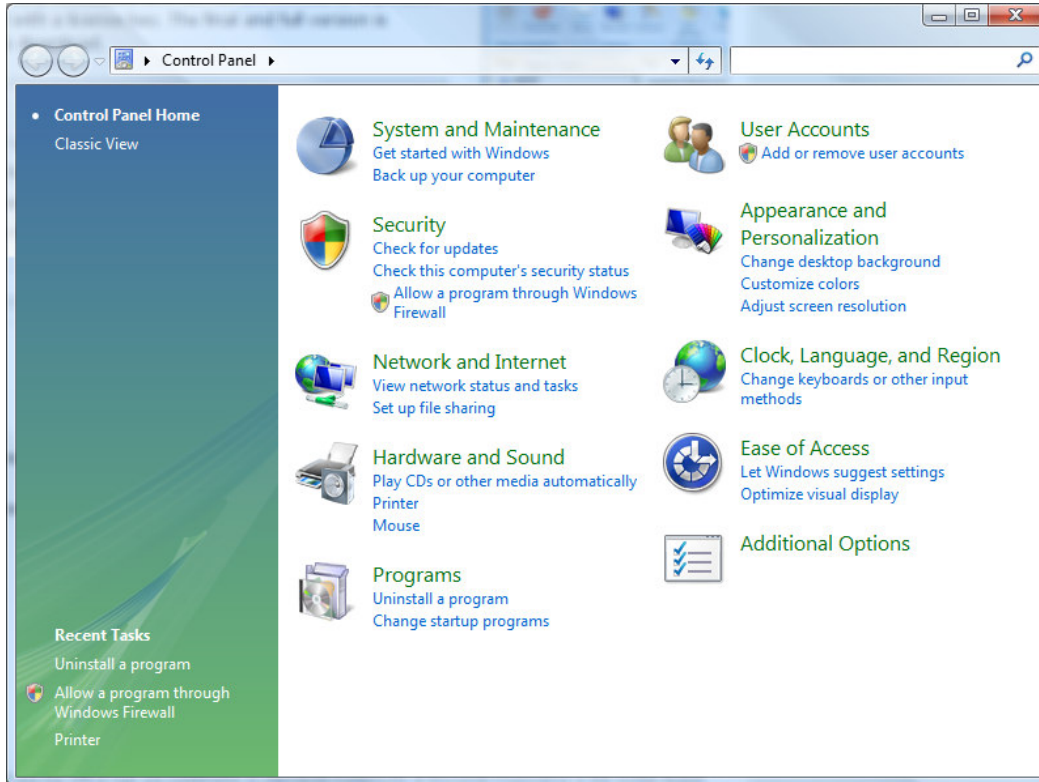 Control Panel
Control Panel Home
Classic View
System and Maintenance
Get started with Windows
Back up your computer
Security
Check for updates
Check this computer's security status
Allow a program through Windows
Firewall
Network and Internet
View network status and tasks
Set up file sharing
Hardware and Sound
Play CDs or other media automatically
Printer
Mouse
Programs
Uninstall a program
Change startup programs
User Accounts
Add or remove user accounts
Appearance and
Personalization
Change desktop background
Customize colors
Adjust screen resolution
Clock, Language, and Region
Change keyboards or other input
methods
Ease of Access
Let Windows suggest settings
Optimize visual display
Additional Options
Recent Tasks
Uninstall a program
Allow a program through
Windows Firewall
Printer